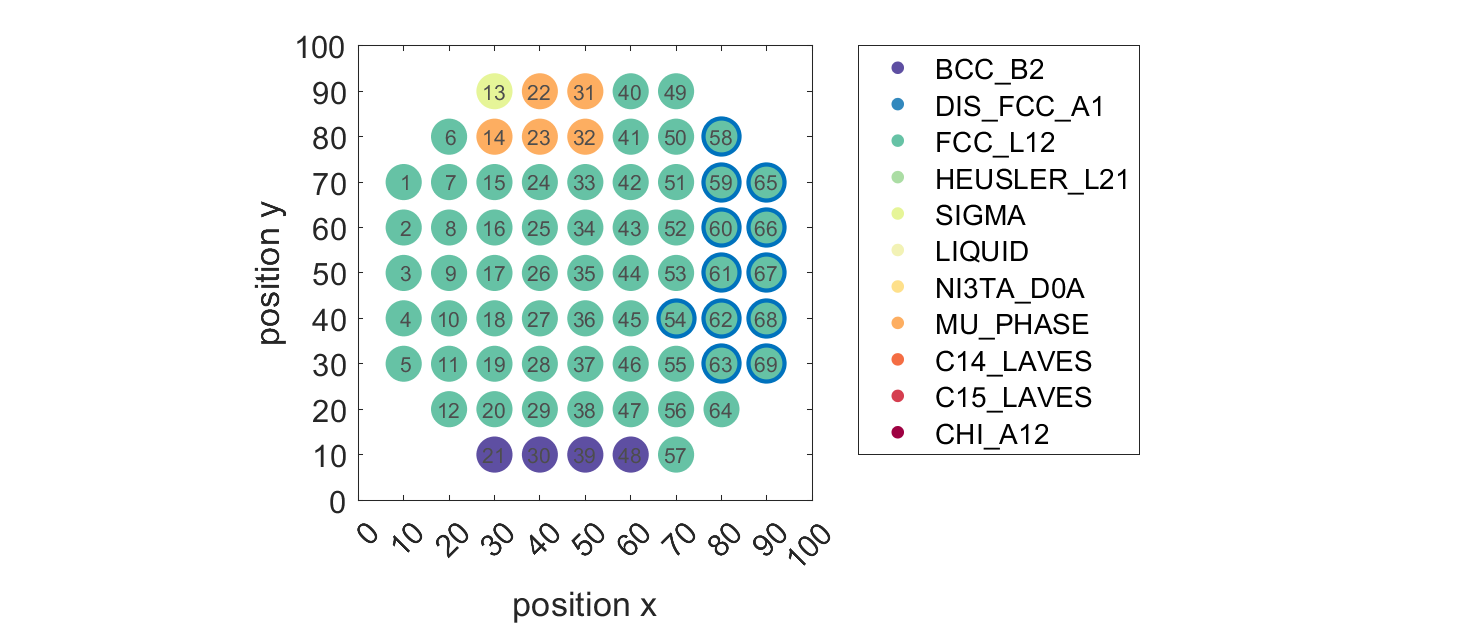 100
90
80
70
60
50
40
30
20
10
0
position y
13 22 31 40 49
6 14 23 32 41 50 58
1 7 15 24 33 42 51 59 65
2 8 16 25 34 43 52 60 66
3 9 17 26 35 44 53 61 67
4 10 18 27 36 45 54 62 68
5 11 19 28 37 46 55 63 69
12 20 29 38 47 56 64
21 30 39 48 57
0 10 20 30 40 50 60 70 80 90 100
position x
BCC_B2
DIS_FCC_A1
FCC_L12
HEUSLER_L21
SIGMA
LIQUID
NI3TA_D0A
MU_PHASE
C14_LAVES
C15_LAVES
CHI_A12